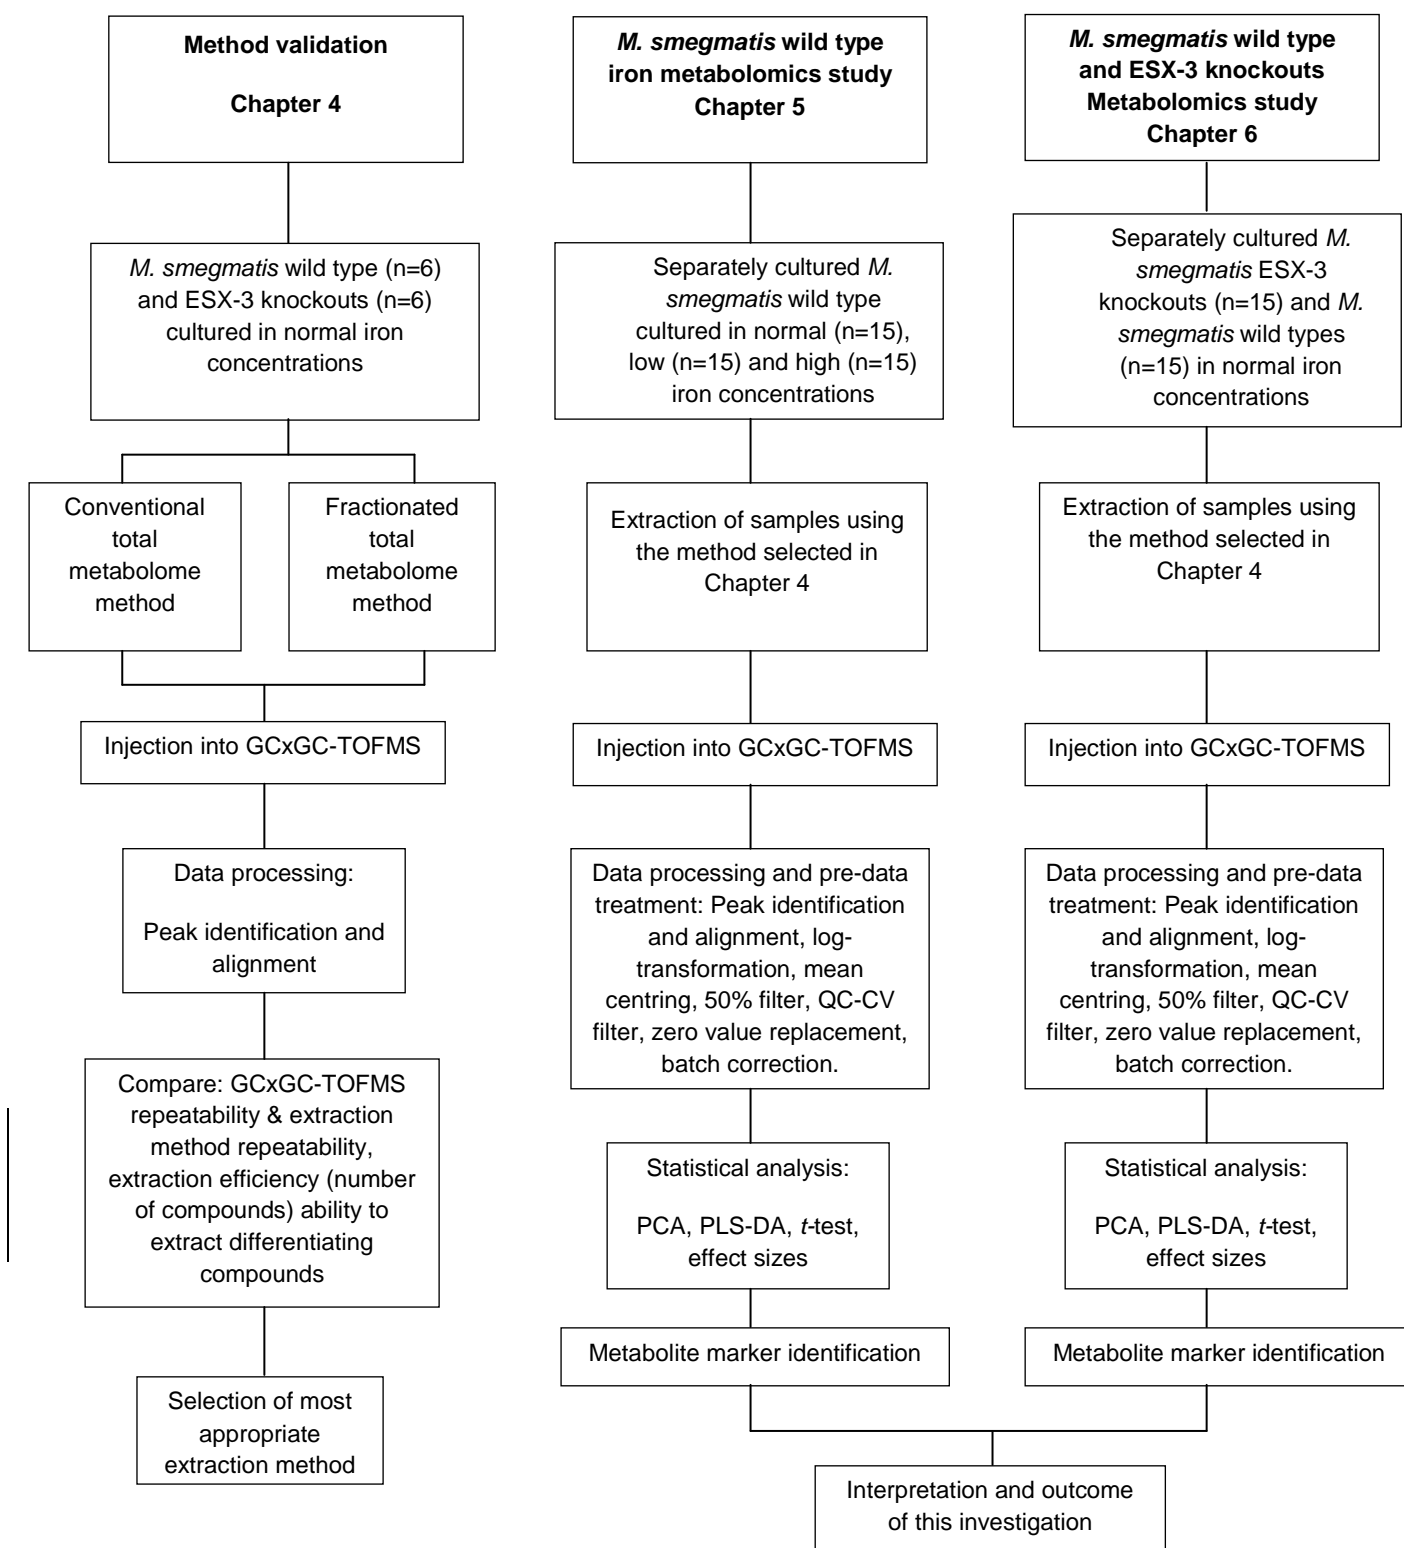 Method validation
Chapter 4
M. smegmatis wild type (n=6)
and ESX-3 knockouts (n=6)
cultured in normal iron
concentrations
Conventional
total
metabolome
method
Fractionated
total
metabolome
method
Injection into GCxGC-TOFMS
Data processing:
Peak identification and
alignment
Compare: GCxGC-TOFMS
repeatability & extraction
method repeatability,
extraction efficiency (number
of compounds) ability to
extract differentiating
compounds
Selection of most
appropriate
extraction method
M. smegmatis wild type
iron metabolomics study
Chapter 5
Separately cultured M.
smegmatis wild type
cultured in normal (n=15),
low (n=15) and high (n=15)
iron concentrations
Extraction of samples using
the method selected in
Chapter 4
Injection into GCxGC-TOFMS
Data processing and pre-data
treatment: Peak identification
and alignment, log-
transformation, mean
centring, 50% filter, QC-CV
filter, zero value replacement,
batch correction.
Statistical analysis:
PCA, PLS-DA, t-test,
effect sizes
Metabolite marker identification
M. smegmatis wild type
and ESX-3 knockouts
Metabolomics study
Chapter 6
Separately cultured M.
smegmatis ESX-3
knockouts (n=15) and M.
smegmatis wild types
(n=15) in normal iron
concentrations
Extraction of samples using
the method selected in
Chapter 4
Injection into GCxGC-TOFMS
Data processing and pre-data
treatment: Peak identification
and alignment, log-
transformation, mean
centring, 50% filter, QC-CV
filter, zero value replacement,
batch correction.
Statistical analysis:
PCA, PLS-DA, t-test,
effect sizes
Metabolite marker identification
Interpretation and outcome
of this investigation